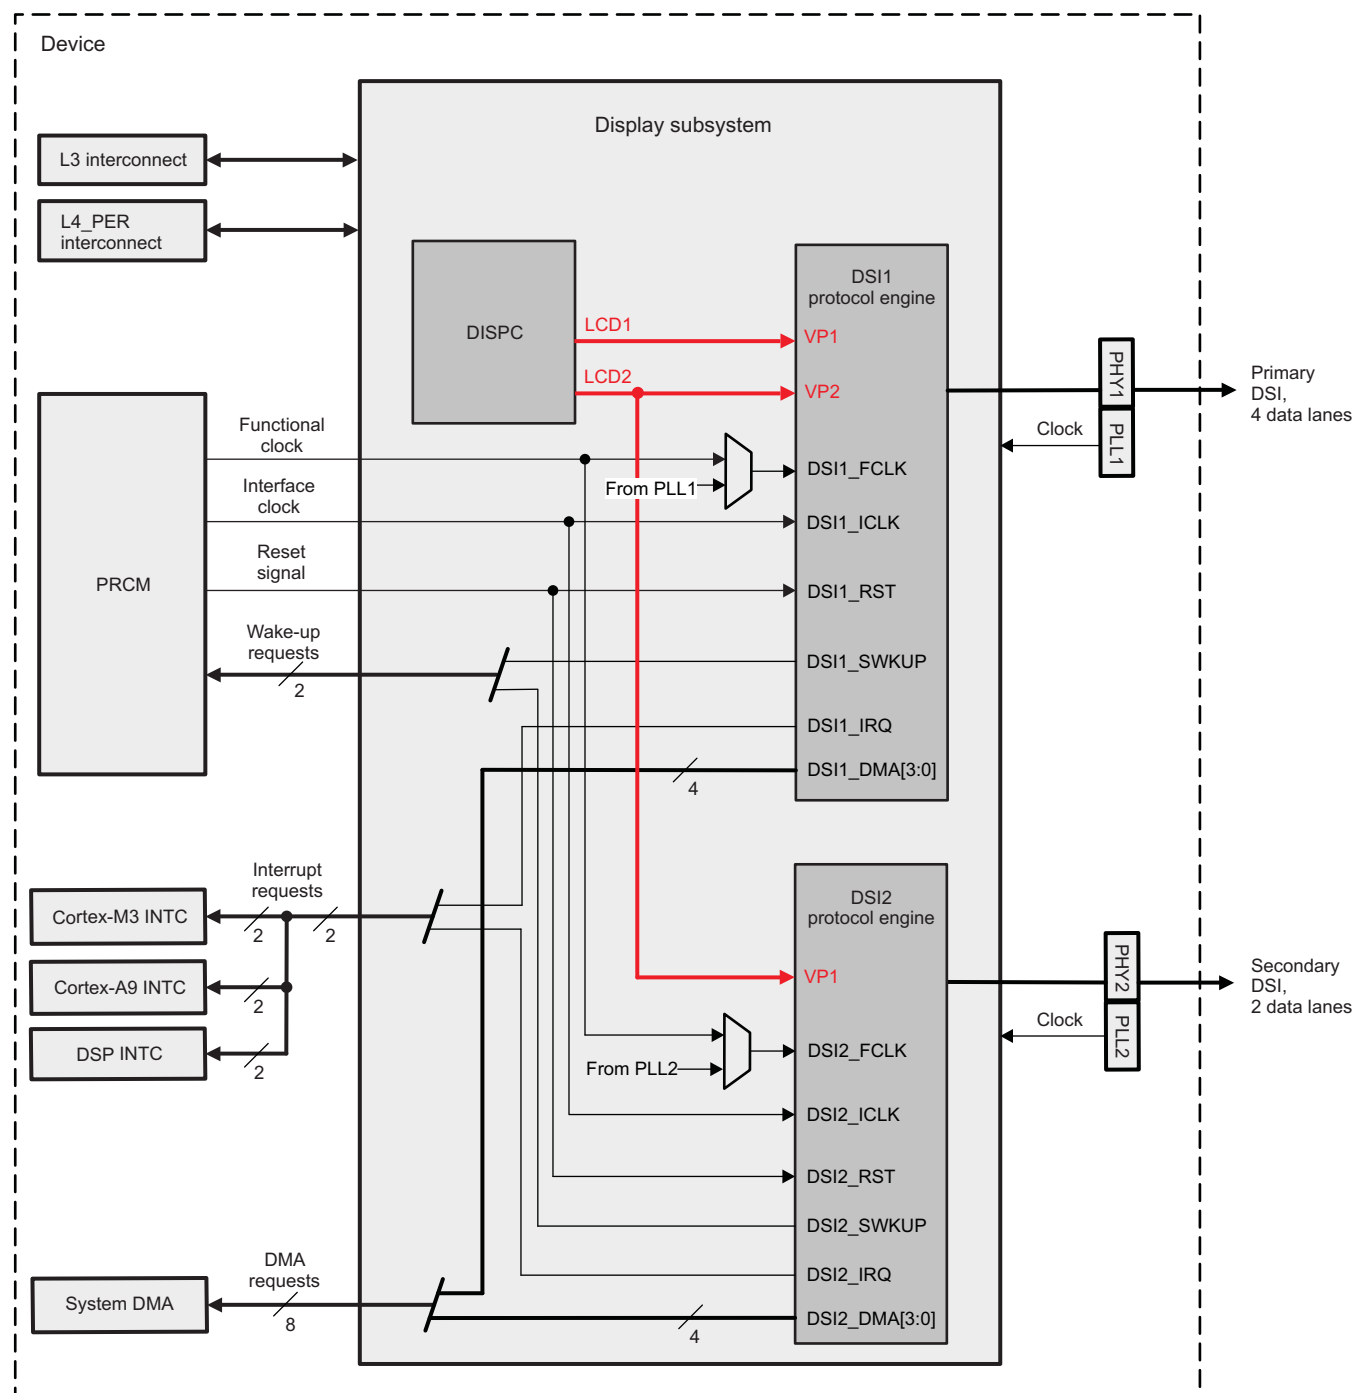 Device
Display subsystem
L3 interconnect
L4_PER
interconnect
DISPC
LCD1
LCD2
DSI1
protocol engine
VP1
VP2
DSI1_FCLK
DSI1_ICLK
DSI1_RST
DSI1_SWKUP
DSI1_IRQ
DSI1_DMA[3:0]
4
From PLL1
PHY1
PLL1
Clock
Primary
DSI,
4 data lanes
PRCM
Functional
clock
Interface
clock
Reset
signal
Wake-up
requests
2
Interrupt
requests
Cortex-M3 INTC
2
2
Cortex-A9 INTC
2
DSP INTC
2
DSI2
protocol engine
VP1
DSI2_FCLK
DSI2_ICLK
DSI2_RST
DSI2_SWKUP
DSI2_IRQ
DSI2_DMA[3:0]
4
From PLL2
PHY2
PLL2
Clock
Secondary
DSI,
2 data lanes
DMA
requests
System DMA
8